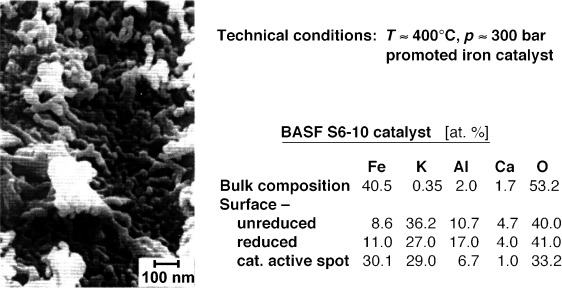 Technical conditions: T ≈ 400°C, p ≈ 300 bar
promoted iron catalyst
BASF S6-10 catalyst [at. %]
Fe K Al Ca O
Bulk composition 40.5 0.35 2.0 1.7 53.2
Surface –
unreduced 8.6 36.2 10.7 4.7 40.0
reduced 11.0 27.0 17.0 4.0 41.0
cat. active spot 30.1 29.0 6.7 1.0 33.2
100 nm